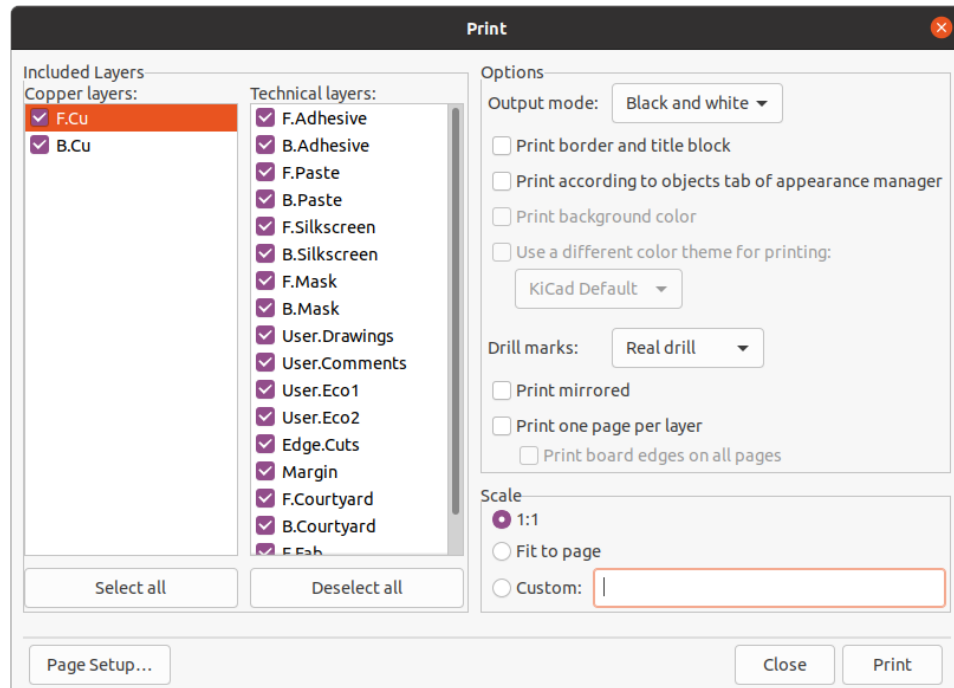 Print
Included Layers
Copper layers:
F.Cu
B.Cu
Select all
Technical layers:
F.Adhesive
B.Adhesive
F.Paste
B.Paste
F.Silkscreen
B.Silkscreen
F.Mask
B.Mask
User.Drawings
User.Comments
User.Eco1
User.Eco2
Edge.Cuts
Margin
F.Courtyard
B.Courtyard
F.Fab
Deselect all
Options
Output mode: Black and white
Print border and title block
Print according to objects tab of appearance manager
Print background color
Use a different color theme for printing:
KiCad Default
Drill marks: Real drill
Print mirrored
Print one page per layer
Print board edges on all pages
Scale
1:1
Fit to page
Custom:
Page Setup...
Close
Print